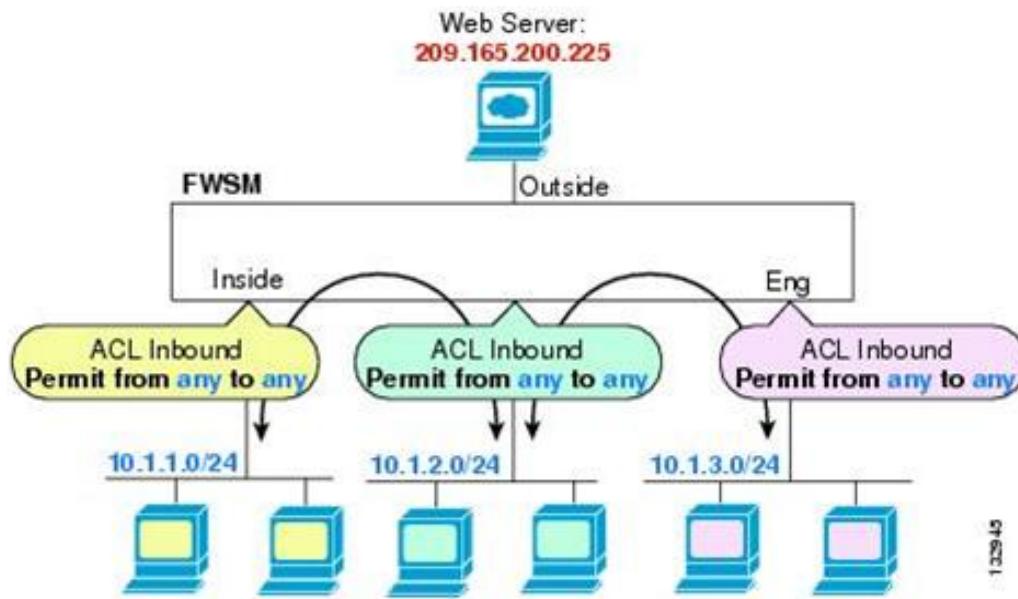 Web Server:
209.165.200.225
FWSM
Outside
Inside
Eng
ACL Inbound
Permit from any to any
ACL Inbound
Permit from any to any
ACL Inbound
Permit from any to any
10.1.1.0/24
10.1.2.0/24
10.1.3.0/24
132945